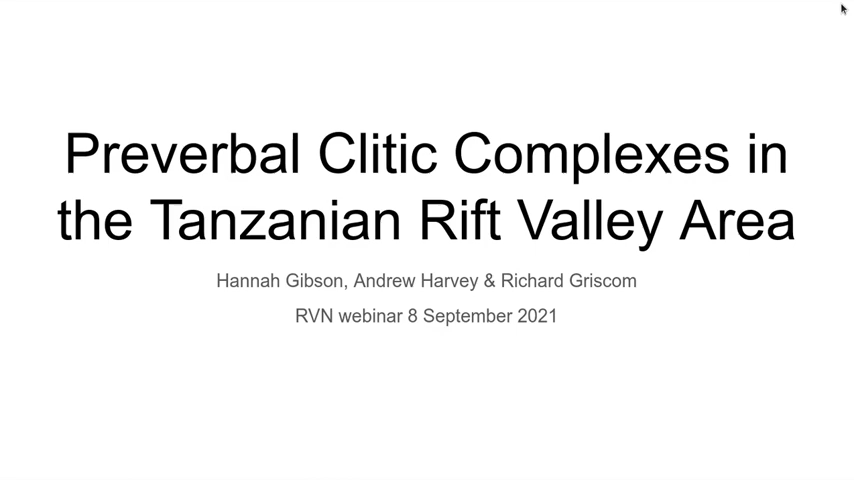 Preverbal Clitic Complexes in
the Tanzanian Rift Valley Area
Hannah Gibson, Andrew Harvey & Richard Griscom
RVN webinar 8 September 2021